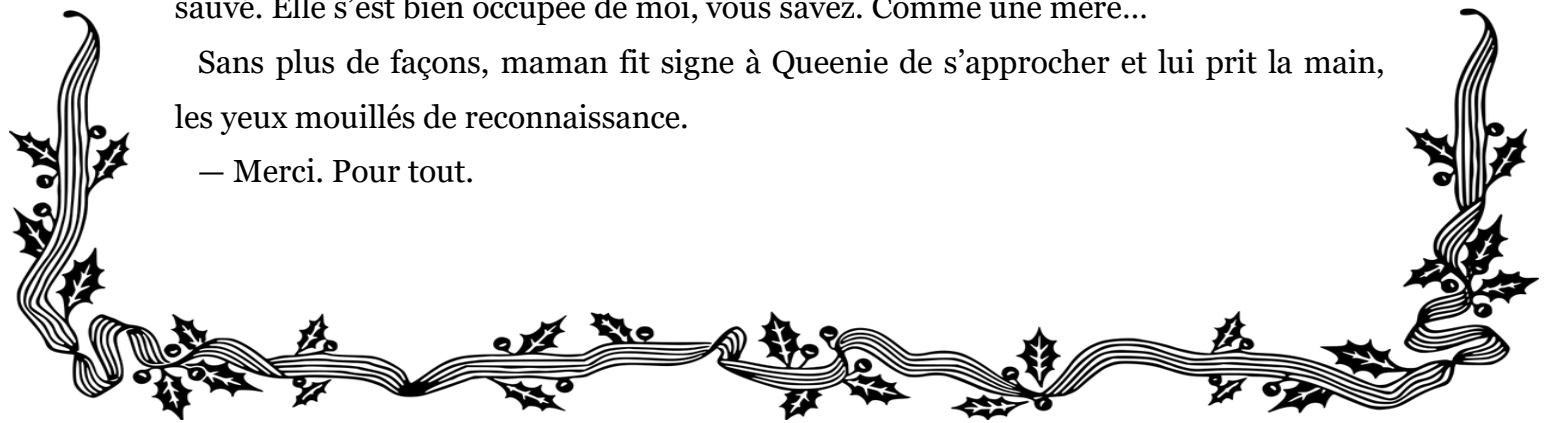 sauvé. Elle s’est bien occupée de moi, vous savez. Comme une mère…
Sans plus de façons, maman fit signe à Queenie de s’approcher et lui prit la main,
les yeux mouillés de reconnaissance.
— Merci. Pour tout.